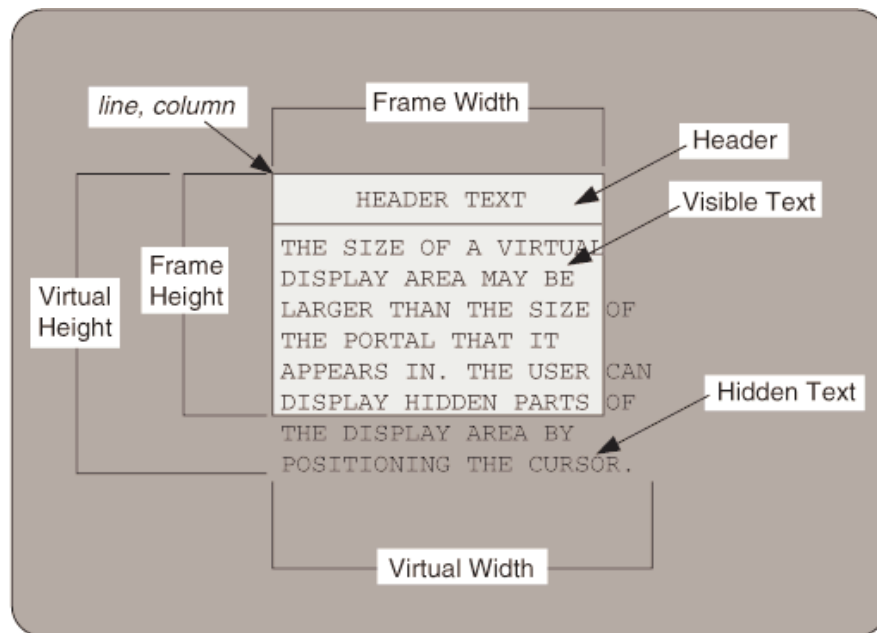 line, column
Frame Width
Header
HEADER TEXT
Visible Text
THE SIZE OF A VIRTUAL
DISPLAY AREA MAY BE
LARGER THAN THE SIZE OF
THE PORTAL THAT IT
APPEARS IN. THE USER CAN
DISPLAY HIDDEN PARTS OF
THE DISPLAY AREA BY
POSITIONING THE CURSOR.
Frame
Height
Virtual
Height
Hidden Text
Virtual Width